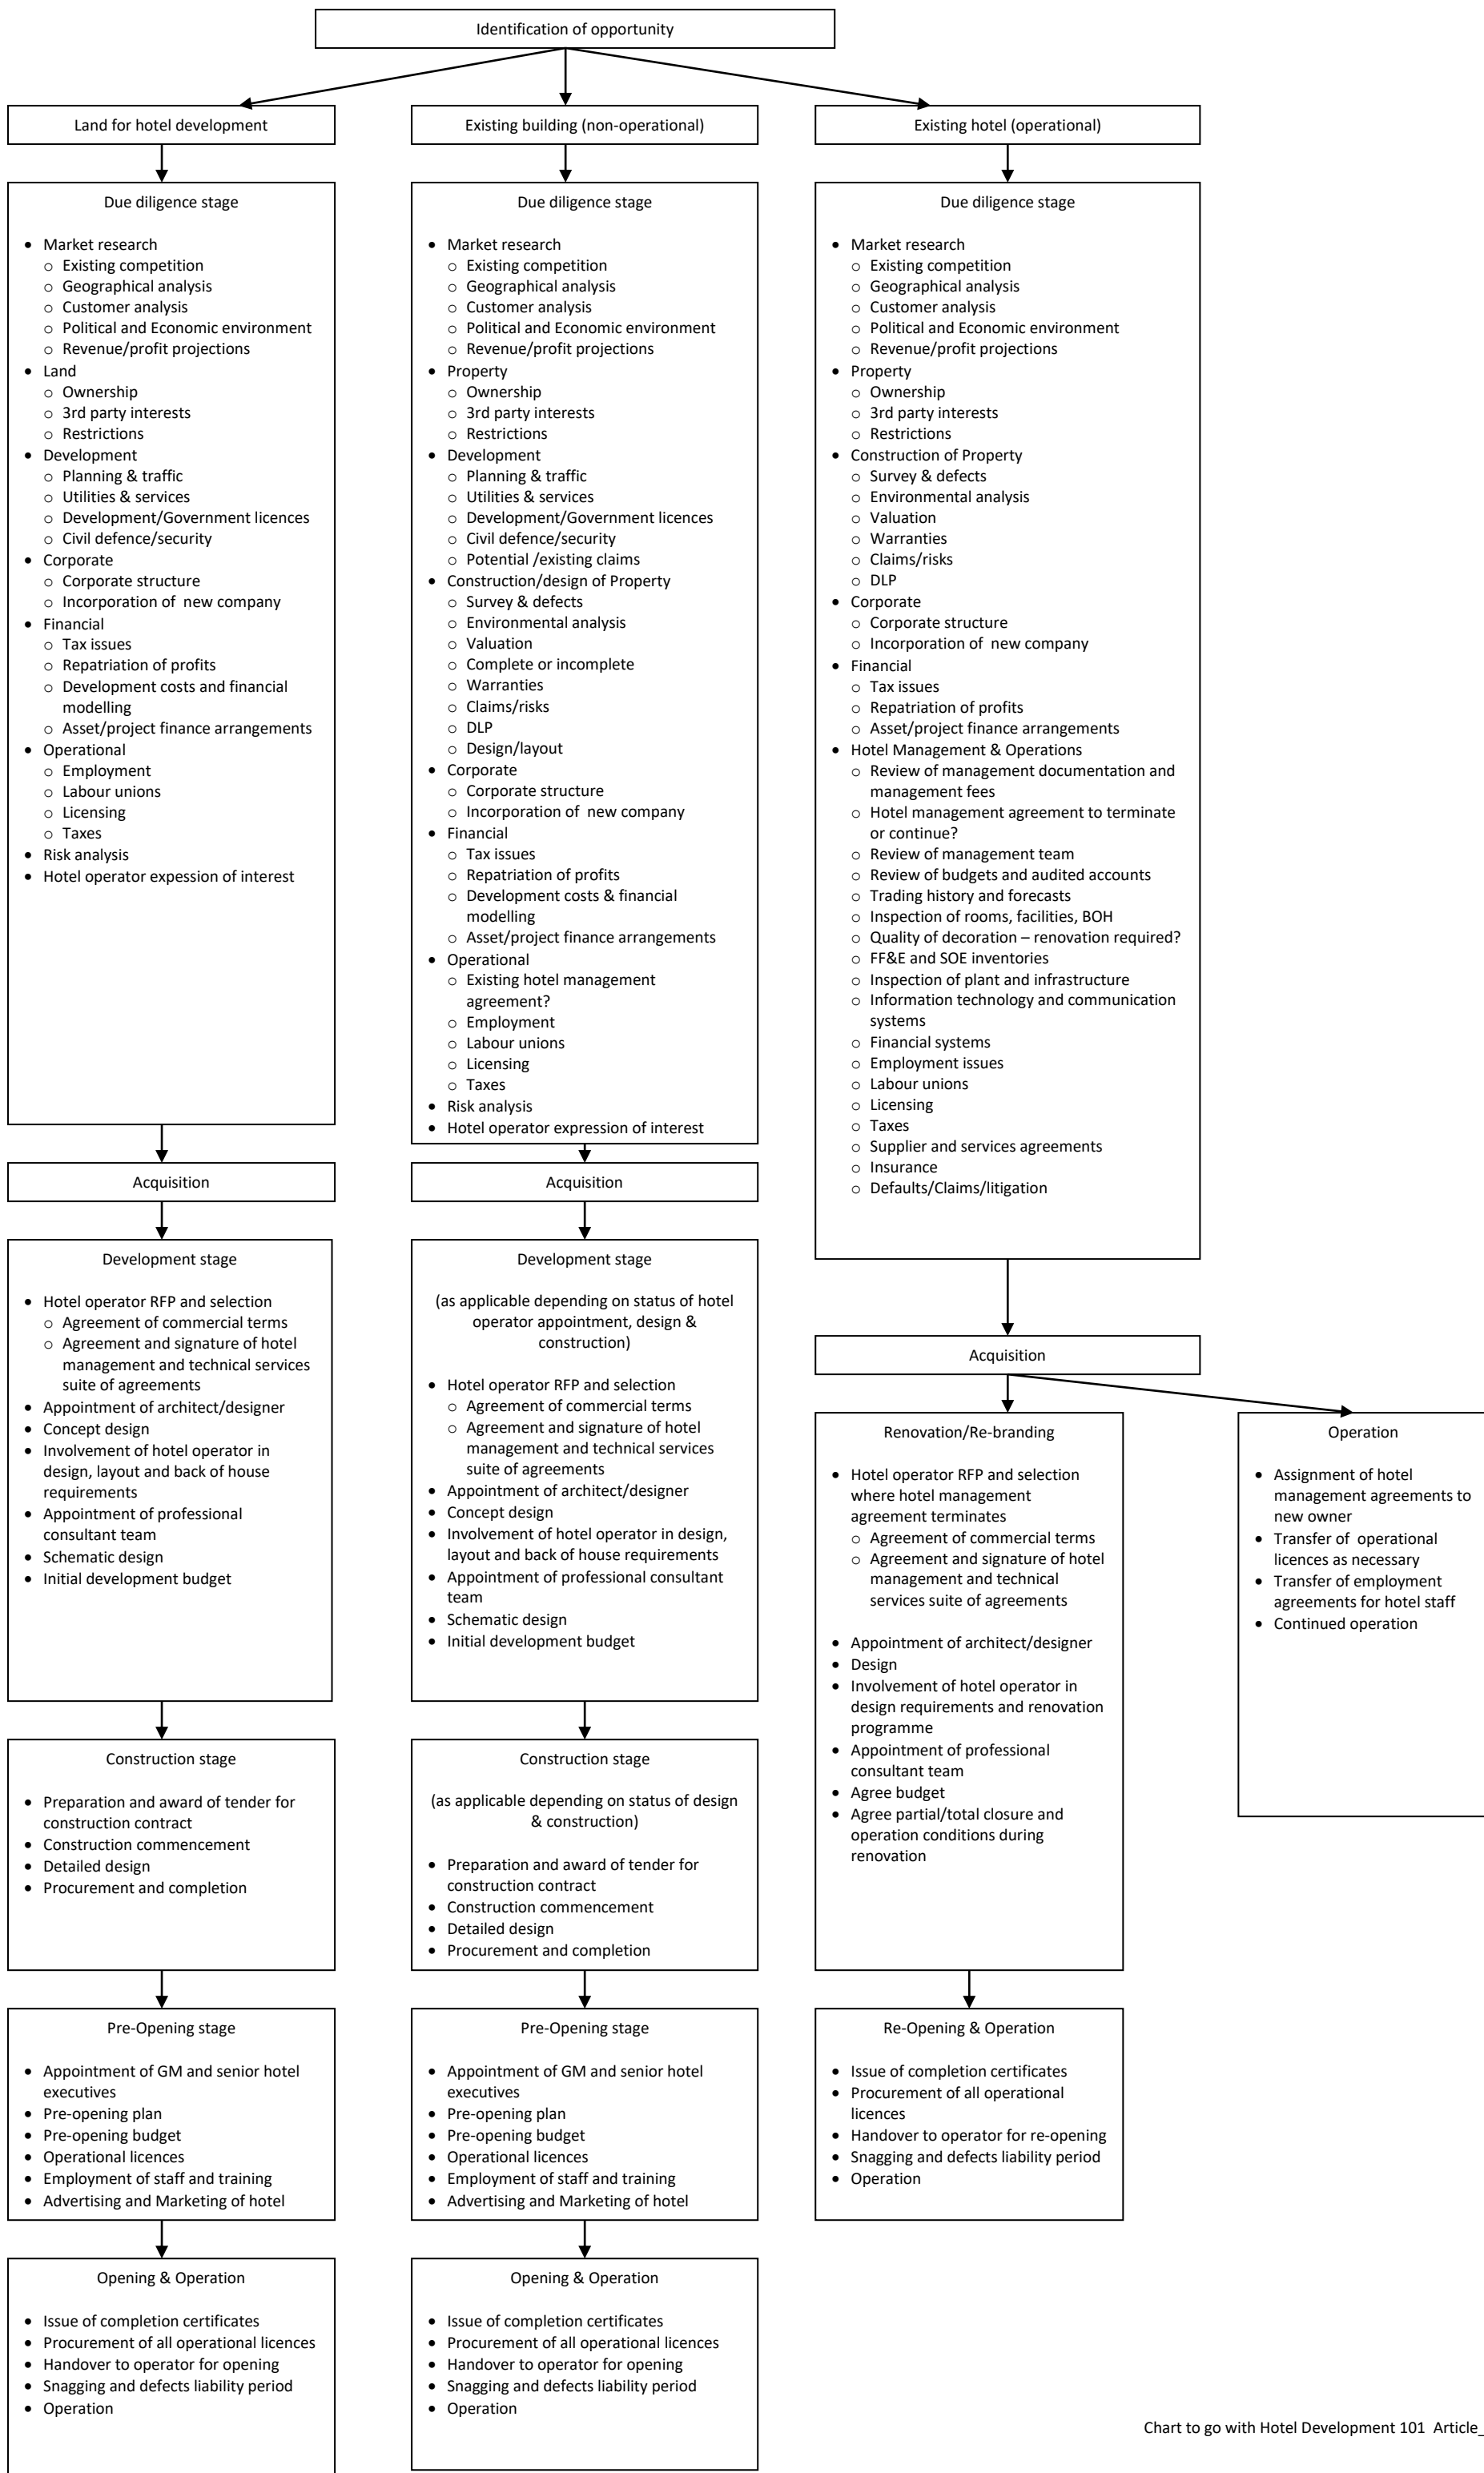 Identification of opportunity
Land for hotel development
Existing building (non-operational)
Existing hotel (operational)
Due diligence stage
• Market research
o Existing competition
o Geographical analysis
o Customer analysis
o Political and Economic environment
o Revenue/profit projections
• Land
o Ownership
o 3rd party interests
o Restrictions
• Development
o Planning & traffic
o Utilities & services
o Development/Government licences
o Civil defence/security
• Corporate
o Corporate structure
o Incorporation of  new company
• Financial
o Tax issues
o Repatriation of profits
o Development costs and financial
modelling
o Asset/project finance arrangements
• Operational
o Employment
o Labour unions
o Licensing
o Taxes
• Risk analysis
• Hotel operator expession of interest
Due diligence stage
• Market research
o Existing competition
o Geographical analysis
o Customer analysis
o Political and Economic environment
o Revenue/profit projections
• Property
o Ownership
o 3rd party interests
o Restrictions
• Development
o Planning & traffic
o Utilities & services
o Development/Government licences
o Civil defence/security
o Potential /existing claims
• Construction/design of Property
o Survey & defects
o Environmental analysis
o Valuation
o Complete or incomplete
o Warranties
o Claims/risks
o DLP
o Design/layout
• Corporate
o Corporate structure
o Incorporation of  new company
• Financial
o Tax issues
o Repatriation of profits
o Development costs & financial
modelling
o Asset/project finance arrangements
• Operational
o Existing hotel management
agreement?
o Employment
o Labour unions
o Licensing
o Taxes
• Risk analysis
• Hotel operator expression of interest
Due diligence stage
• Market research
o Existing competition
o Geographical analysis
o Customer analysis
o Political and Economic environment
o Revenue/profit projections
• Property
o Ownership
o 3rd party interests
o Restrictions
• Construction of Property
o Survey & defects
o Environmental analysis
o Valuation
o Warranties
o Claims/risks
o DLP
• Corporate
o Corporate structure
o Incorporation of  new company
• Financial
o Tax issues
o Repatriation of profits
o Asset/project finance arrangements
• Hotel Management & Operations
o Review of management documentation and
management fees
o Hotel management agreement to terminate
or continue?
o Review of management team
o Review of budgets and audited accounts
o Trading history and forecasts
o Inspection of rooms, facilities, BOH
o Quality of decoration – renovation required?
o FF&E and SOE inventories
o Inspection of plant and infrastructure
o Information technology and communication
systems
o Financial systems
o Employment issues
o Labour unions
o Licensing
o Taxes
o Supplier and services agreements
o Insurance
o Defaults/Claims/litigation
Acquisition
Acquisition
Acquisition
Development stage
• Hotel operator RFP and selection
o Agreement of commercial terms
o Agreement and signature of hotel
management and technical services
suite of agreements
• Appointment of architect/designer
• Concept design
• Involvement of hotel operator in
design, layout and back of house
requirements
• Appointment of professional
consultant team
• Schematic design
• Initial development budget
Development stage
(as applicable depending on status of hotel
operator appointment, design &
construction)
• Hotel operator RFP and selection
o Agreement of commercial terms
o Agreement and signature of hotel
management and technical services
suite of agreements
• Appointment of architect/designer
• Concept design
• Involvement of hotel operator in design,
layout and back of house requirements
• Appointment of professional consultant
team
• Schematic design
• Initial development budget
Renovation/Re-branding
• Hotel operator RFP and selection
where hotel management
agreement terminates
o Agreement of commercial terms
o Agreement and signature of hotel
management and technical
services suite of agreements
• Appointment of architect/designer
• Design
• Involvement of hotel operator in
design requirements and renovation
programme
• Appointment of professional
consultant team
• Agree budget
• Agree partial/total closure and
operation conditions during
renovation
Operation
• Assignment of hotel
management agreements to
new owner
• Transfer of  operational
licences as necessary
• Transfer of employment
agreements for hotel staff
• Continued operation
Construction stage
• Preparation and award of tender for
construction contract
• Construction commencement
• Detailed design
• Procurement and completion
Construction stage
(as applicable depending on status of design
& construction)
• Preparation and award of tender for
construction contract
• Construction commencement
• Detailed design
• Procurement and completion
Pre-Opening stage
• Appointment of GM and senior hotel
executives
• Pre-opening plan
• Pre-opening budget
• Operational licences
• Employment of staff and training
• Advertising and Marketing of hotel
Pre-Opening stage
• Appointment of GM and senior hotel
executives
• Pre-opening plan
• Pre-opening budget
• Operational licences
• Employment of staff and training
• Advertising and Marketing of hotel
Re-Opening & Operation
• Issue of completion certificates
• Procurement of all operational
licences
• Handover to operator for re-opening
• Snagging and defects liability period
• Operation
Opening & Operation
• Issue of completion certificates
• Procurement of all operational licences
• Handover to operator for opening
• Snagging and defects liability period
• Operation
Opening & Operation
• Issue of completion certificates
• Procurement of all operational licences
• Handover to operator for opening
• Snagging and defects liability period
• Operation
Chart to go with Hotel Development 101  Article_